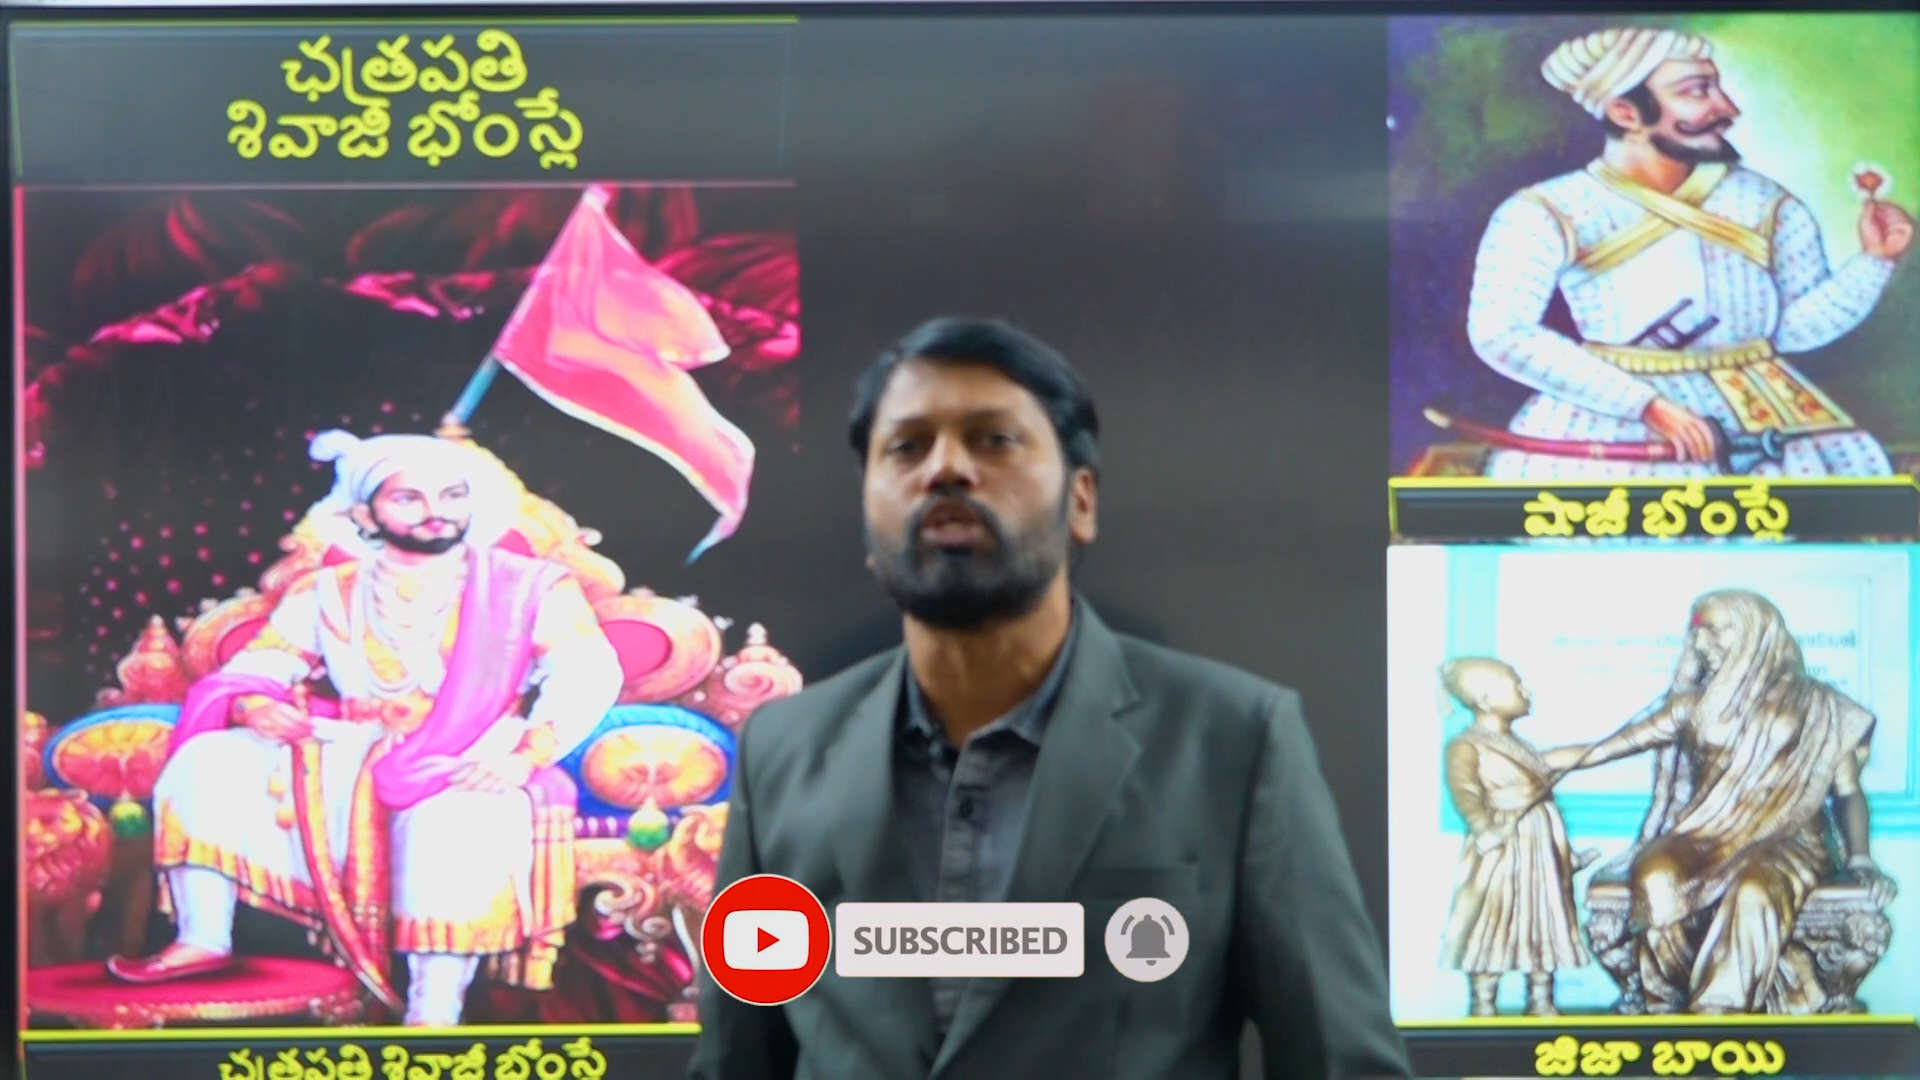 ఛత్రపతి
శివాజీ భోంస్లే
షాజీ భోంస్లే
SUBSCRIBED
ఛత్రపతి శివాజీ భోంస్లే
జిజా బాయి